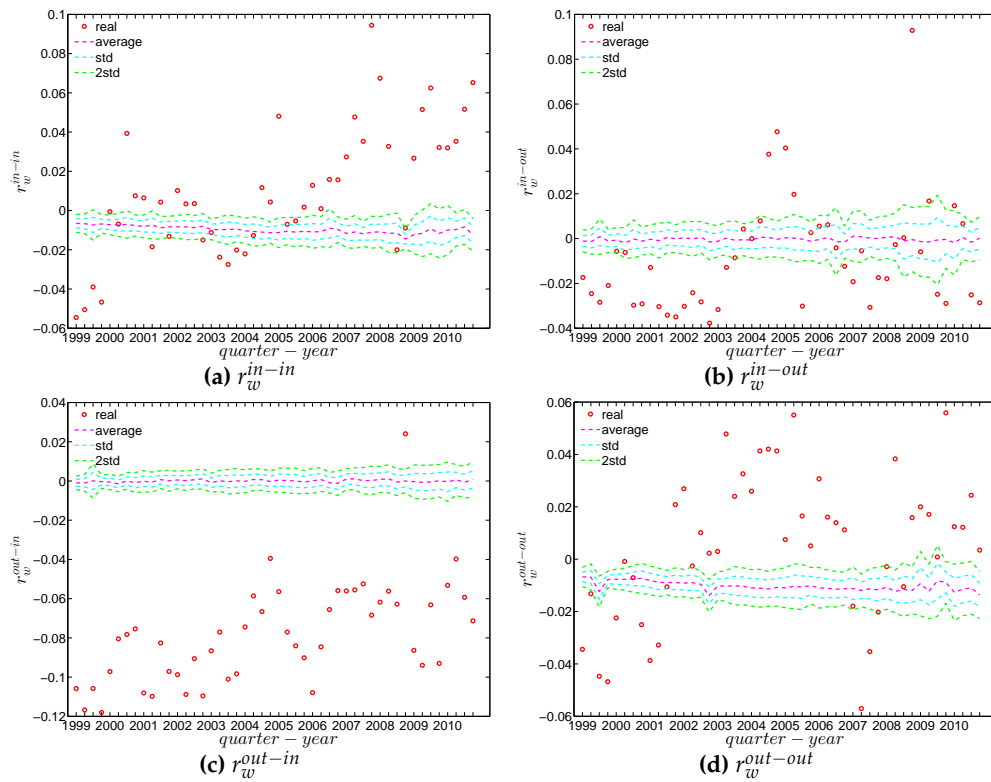 0.1
0.08
0.06
0.04
0.02
0
−0.02
−0.04
−0.06
r_w^{in−in}
real
average
std
2std
1999 2000 2001 2002 2003 2004 2005 2006 2007 2008 2009 2010
quarter − year
(a) r_w^{in−in}
0.1
0.08
0.06
0.04
0.02
0
−0.02
−0.04
r_w^{in−out}
real
average
std
2std
1999 2000 2001 2002 2003 2004 2005 2006 2007 2008 2009 2010
quarter − year
(b) r_w^{in−out}
0.04
0.02
0
−0.02
−0.04
−0.06
−0.08
−0.1
−0.12
r_w^{out−in}
real
average
std
2std
1999 2000 2001 2002 2003 2004 2005 2006 2007 2008 2009 2010
quarter − year
(c) r_w^{out−in}
0.06
0.04
0.02
0
−0.02
−0.04
−0.06
r_w^{out−out}
real
average
std
2std
1999 2000 2001 2002 2003 2004 2005 2006 2007 2008 2009 2010
quarter − year
(d) r_w^{out−out}